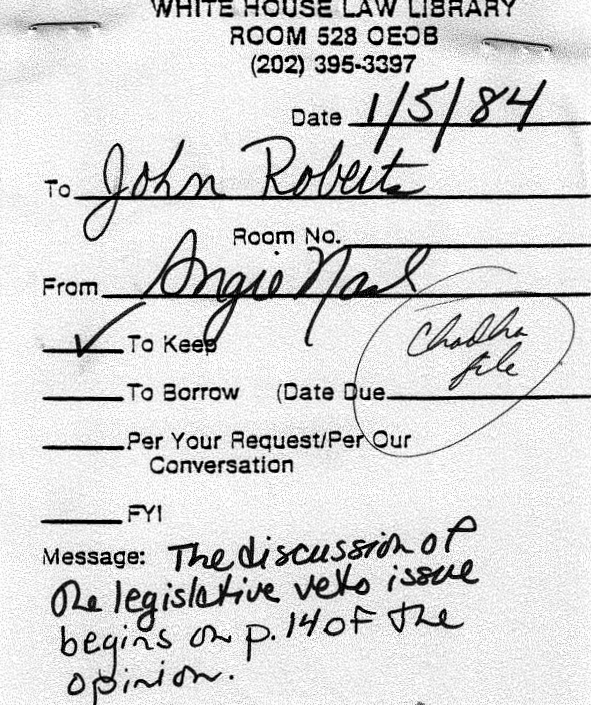 WHITE HOUSE LAW LIBRARY
ROOM 528 OEOB
(202) 395-3397
Date 1/5/84
To John Roberts
Room No.
From Angie
✓ To Keep
Chadha
file
To Borrow (Date Due
Per Your Request/Per Our
Conversation
FYI
Message: The discussion of
the legislative veto issue
begins on p. 14 of the
opinion.